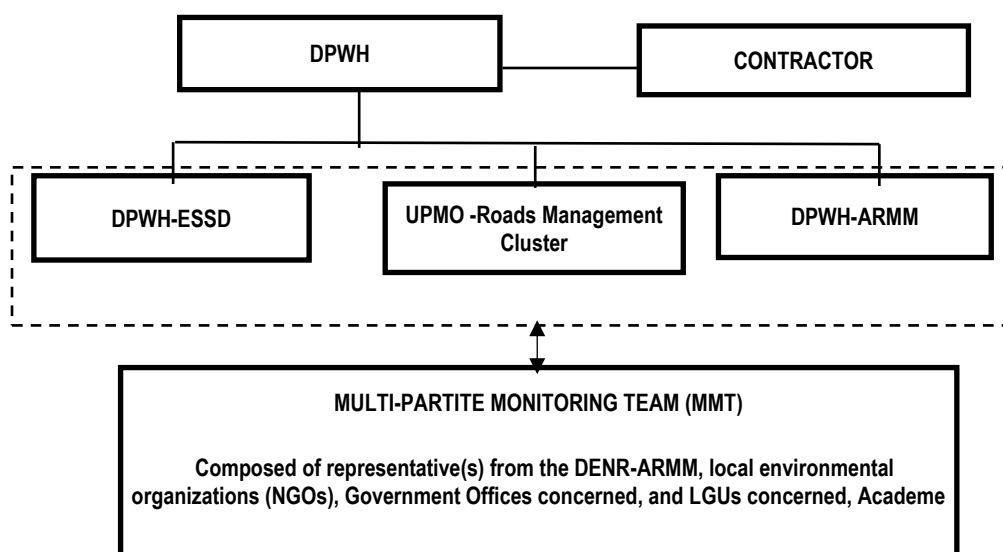 DPWH
CONTRACTOR
DPWH-ESSD
UPMO -Roads Management
Cluster
DPWH-ARMM
MULTI-PARTITE MONITORING TEAM (MMT)
Composed of representative(s) from the DENR-ARMM, local environmental
organizations (NGOs), Government Offices concerned, and LGUs concerned, Academe